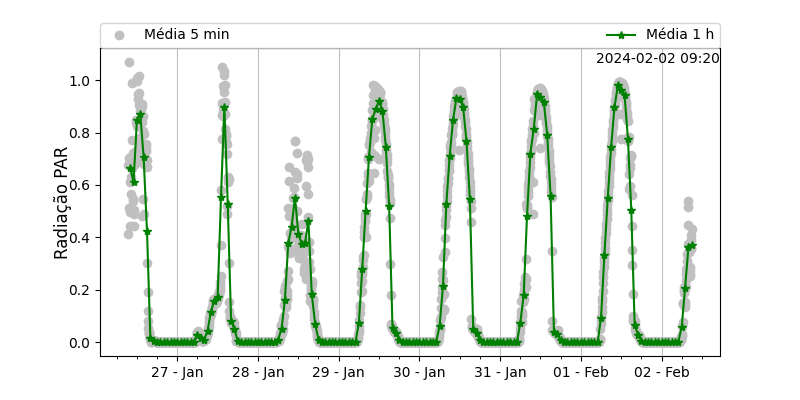 Média 5 min
Média 1 h
2024-02-02 09:20
Radiação PAR
1.0
0.8
0.6
0.4
0.2
0.0
27 - Jan
28 - Jan
29 - Jan
30 - Jan
31 - Jan
01 - Feb
02 - Feb